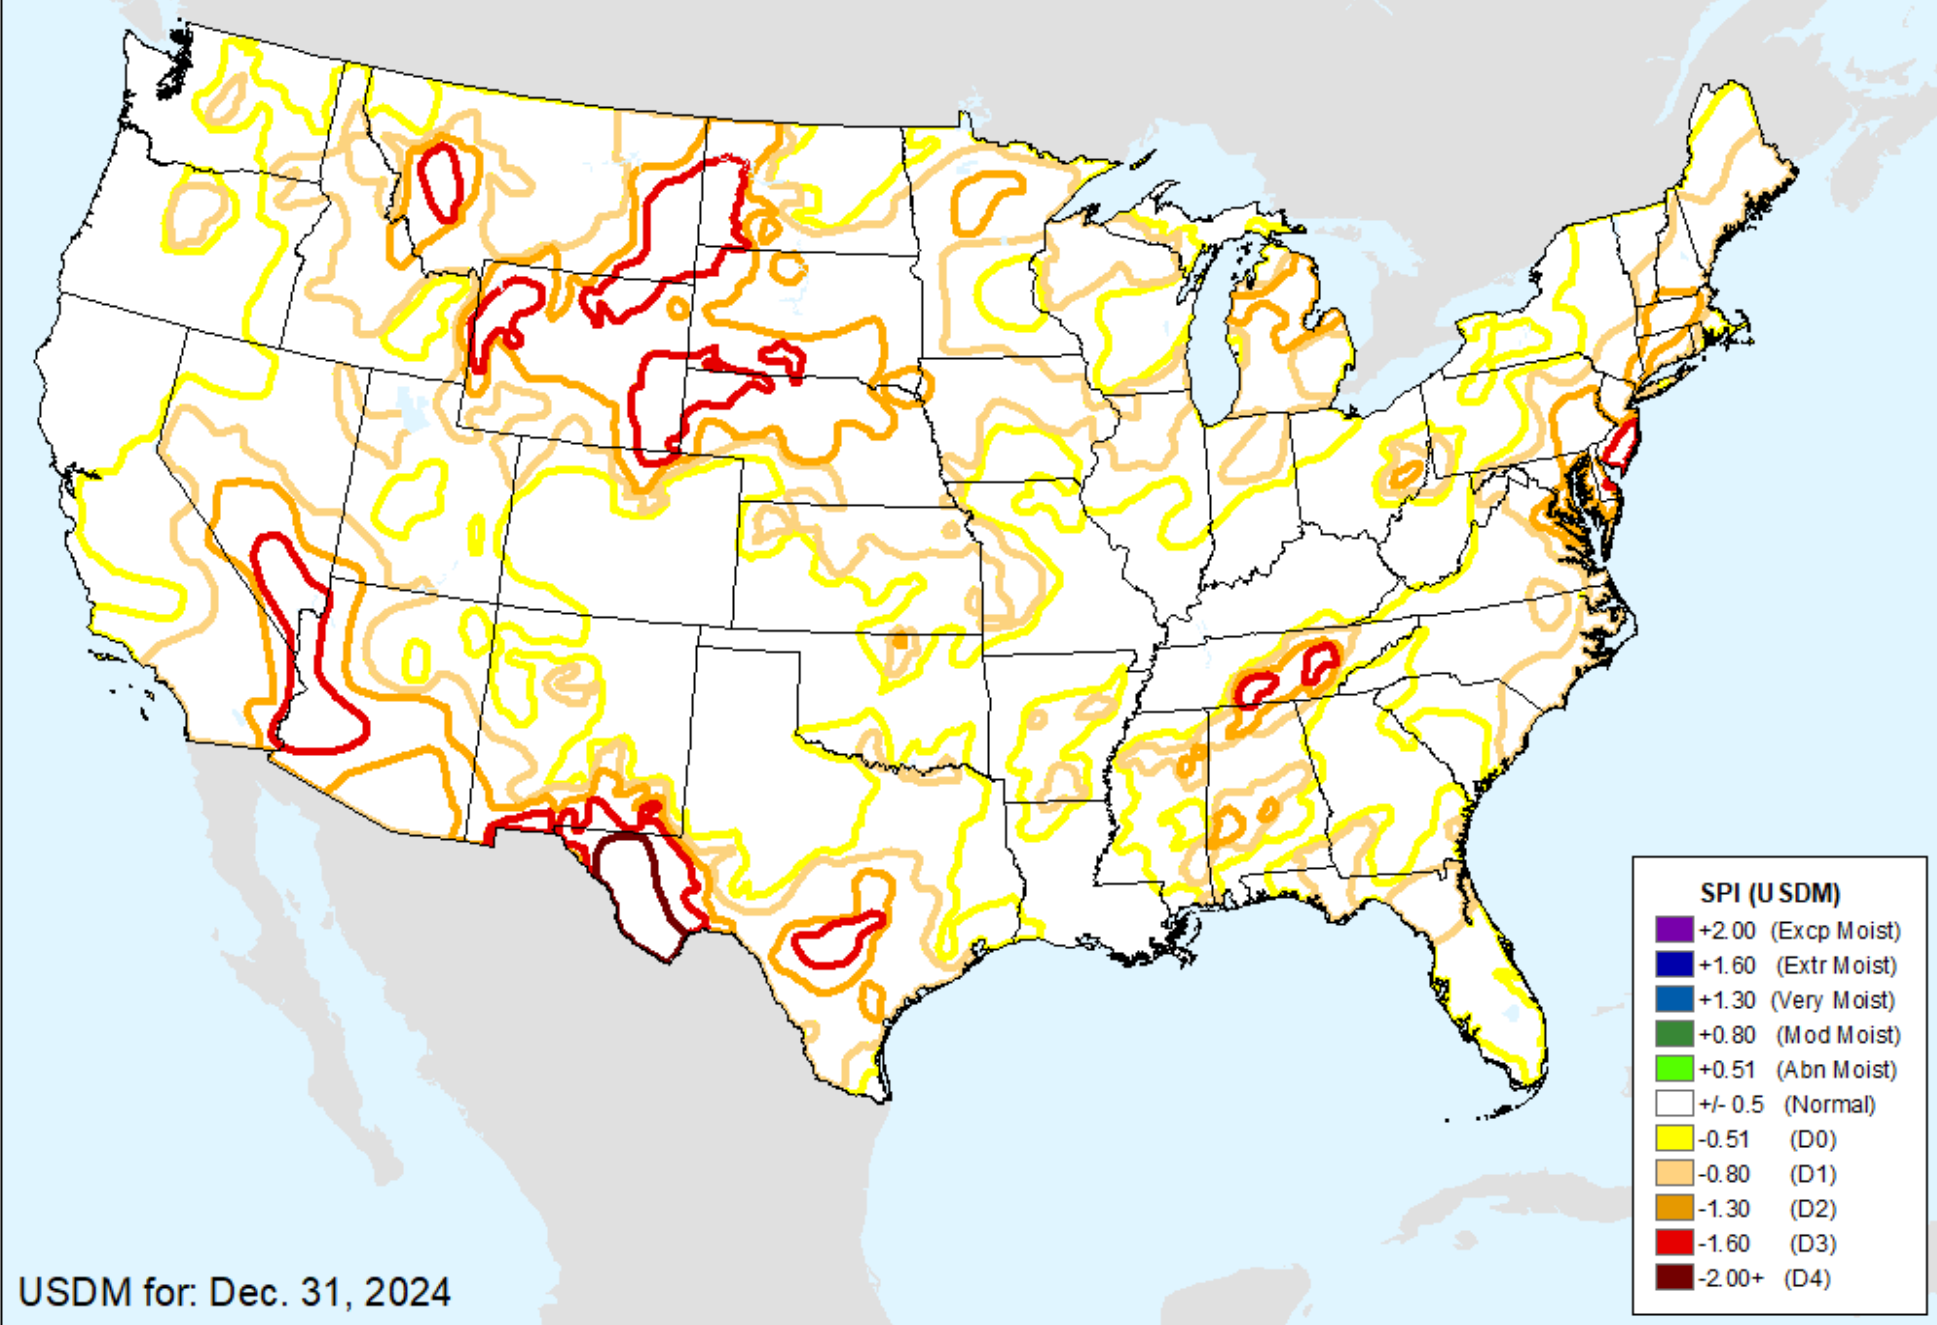 SPI (USDM)
+2.00 (Excp Moist)
+1.60 (Extr Moist)
+1.30 (Very Moist)
+0.80 (Mod Moist)
+0.51 (Abn Moist)
+/- 0.5 (Normal)
-0.51 (D0)
-0.80 (D1)
-1.30 (D2)
-1.60 (D3)
-2.00+ (D4)
USDM for: Dec. 31, 2024